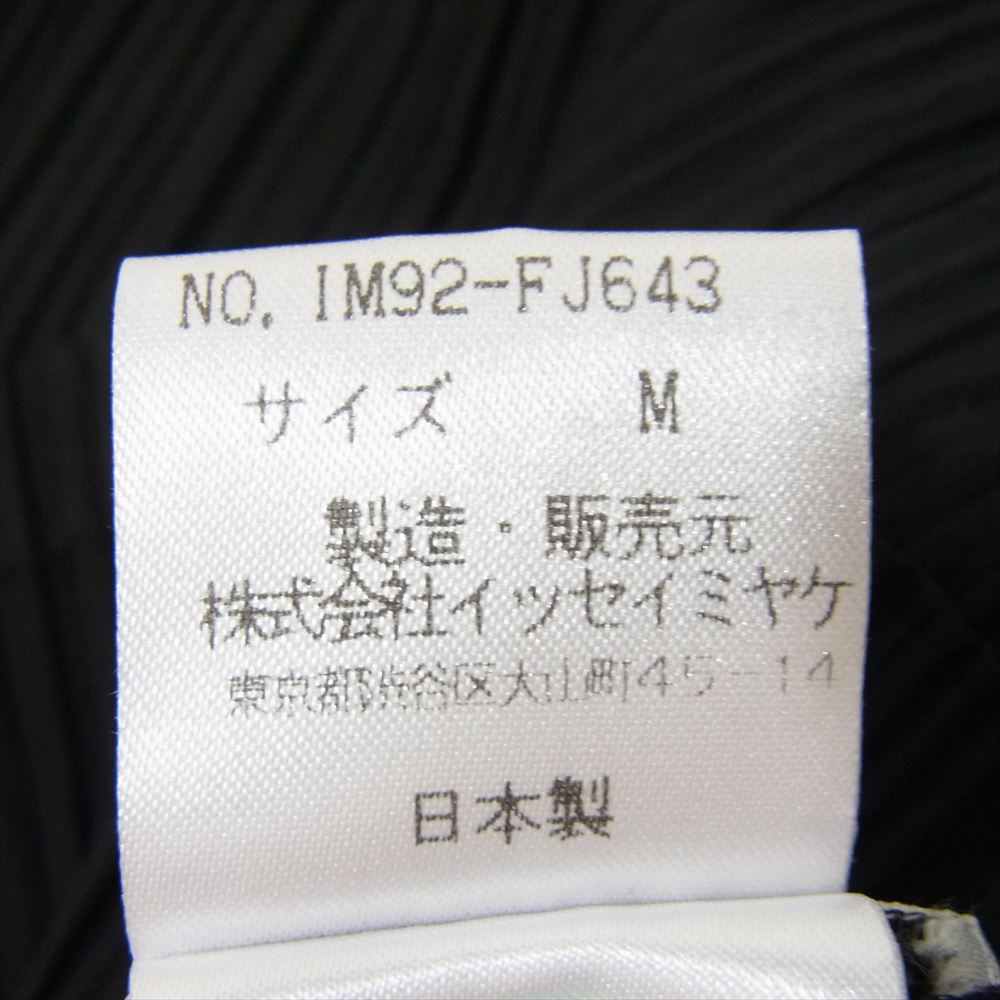 NO. IM92-FJ643
サイズ M
製造・販売元
株式会社イッセイミヤケ
東京都渋谷区大山町45-14
日本製